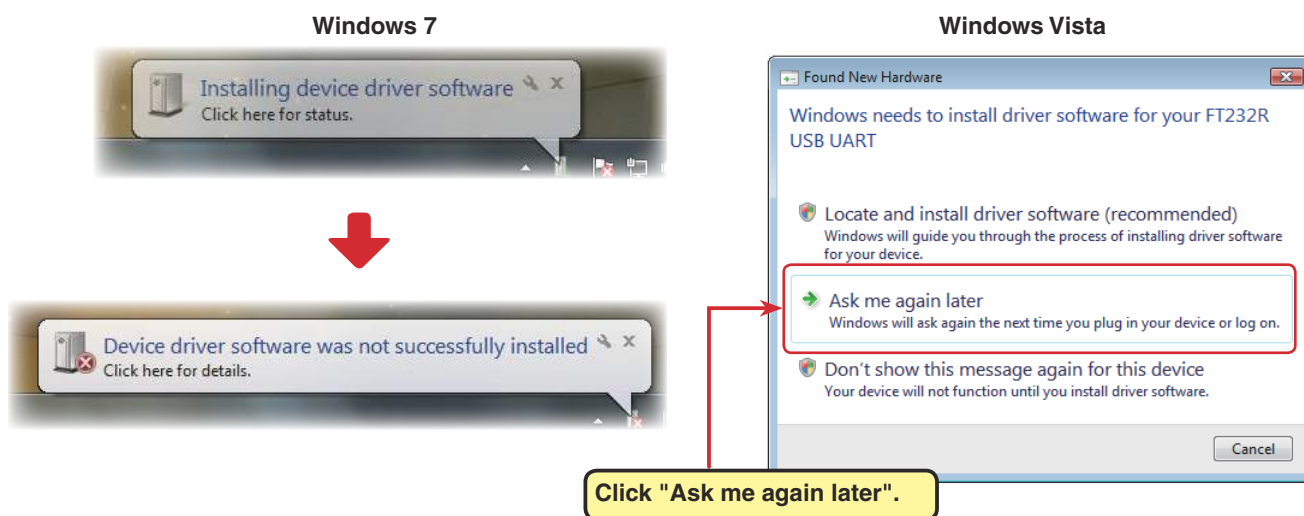 Windows 7
Installing device driver software
Click here for status.
Device driver software was not successfully installed
Click here for details.
Windows Vista
Found New Hardware
Windows needs to install driver software for your FT232R
USB UART
Locate and install driver software (recommended)
Windows will guide you through the process of installing driver software
for your device.
Ask me again later
Windows will ask again the next time you plug in your device or log on.
Don't show this message again for this device
Your device will not function until you install driver software.
Cancel
Click "Ask me again later".